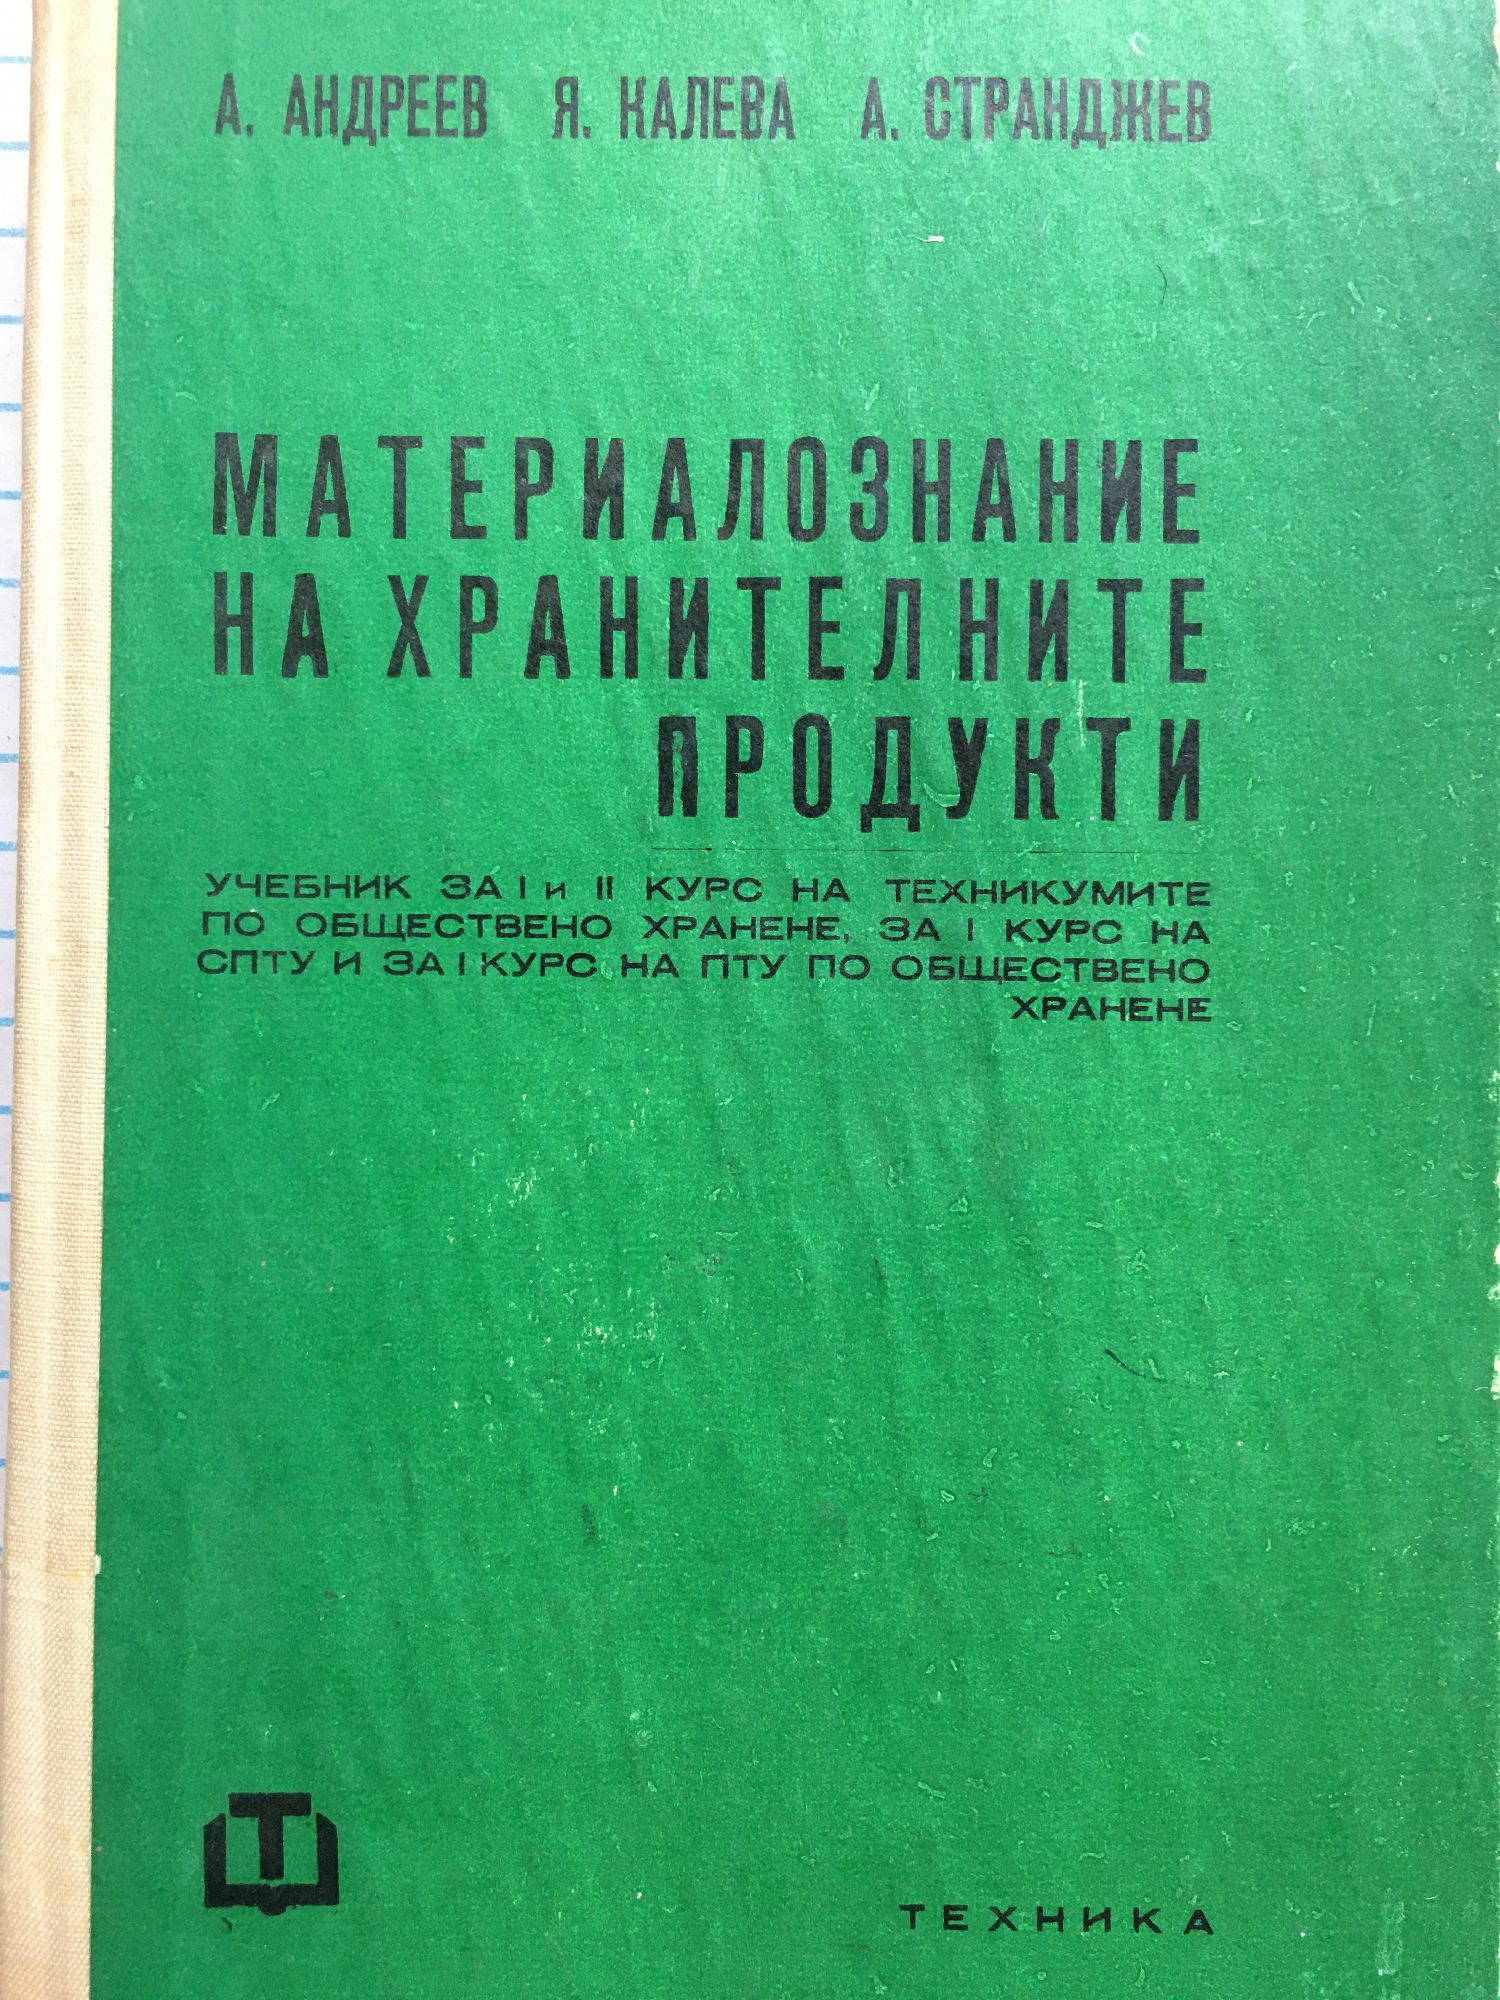 А. АНДРЕЕВ Я. КАЛЕВА А. СТРАНДЖЕВ
МАТЕРИАЛОЗНАНИЕ
НА ХРАНИТЕЛНИТЕ
ПРОДУКТИ
УЧЕБНИК ЗА I и II КУРС НА ТЕХНИКУМИТЕ
ПО ОБЩЕСТВЕНО ХРАНЕНЕ, ЗА I КУРС НА
СПТУ И ЗА I КУРС НА ПТУ ПО ОБЩЕСТВЕНО
ХРАНЕНЕ
Т
ТЕХНИКА